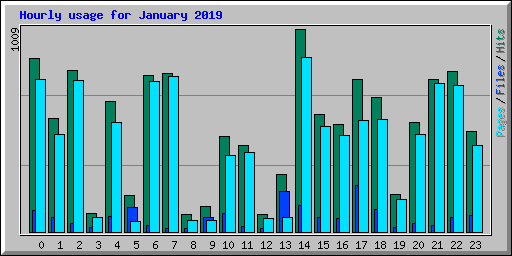 Hourly usage for January 2019
1009
Pages/Files/Hits
0 1 2 3 4 5 6 7 8 9 10 11 12 13 14 15 16 17 18 19 20 21 22 23